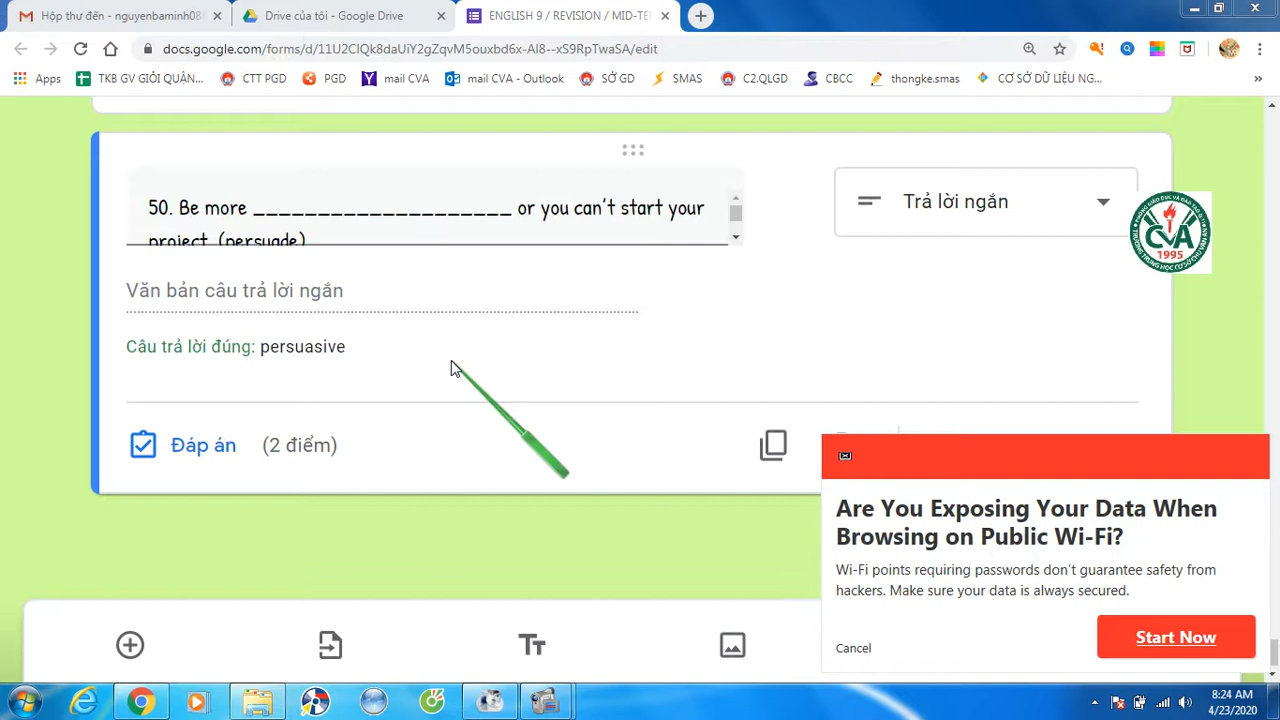 Hộp thư đến - nguyenbaminh08
Drive của tôi - Google Drive
ENGLISH 9 / REVISION / MID-TE
docs.google.com/forms/d/11U2ClQk8daUiY2gZqVM5ouxbd6x-AI8--xS9RpTwaSA/edit
Apps
TKB GV GIỎI QUẬN...
CTT PGD
PGD
mail CVA
mail CVA - Outlook
SỞ GD
SMAS
C2.QLGD
CBCC
thongke.smas
CƠ SỞ DỮ LIỆU NG...
50. Be more ____________________ or you can't start your
project. (persuade)
Trả lời ngắn
CVA
1995
Văn bản câu trả lời ngắn
Câu trả lời đúng: persuasive
Đáp án (2 điểm)
Are You Exposing Your Data When
Browsing on Public Wi-Fi?
Wi-Fi points requiring passwords don't guarantee safety from
hackers. Make sure your data is always secured.
Cancel
Start Now
8:24 AM
4/23/2020